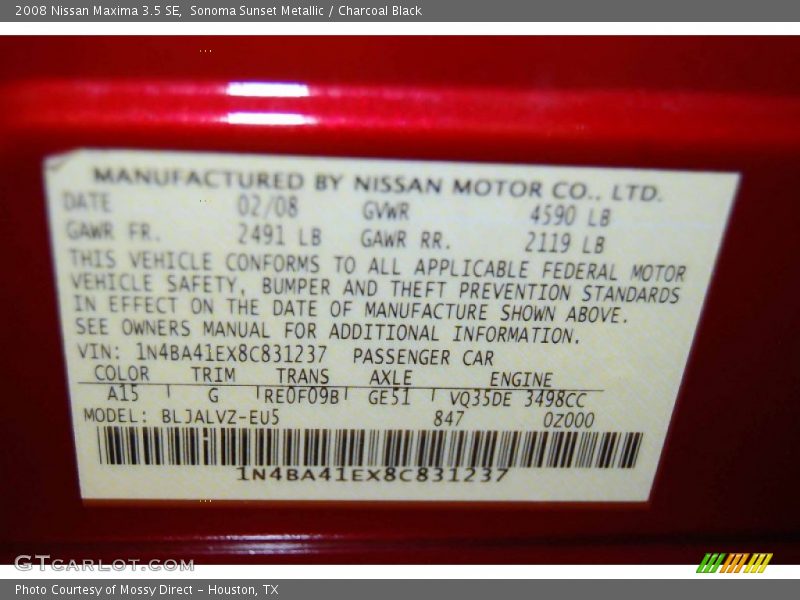 2008 Nissan Maxima 3.5 SE, Sonoma Sunset Metallic / Charcoal Black
MANUFACTURED BY NISSAN MOTOR CO., LTD.
DATE 02/08 GVWR 4590 LB
GAWR FR. 2491 LB GAWR RR. 2119 LB
THIS VEHICLE CONFORMS TO ALL APPLICABLE FEDERAL MOTOR
VEHICLE SAFETY, BUMPER AND THEFT PREVENTION STANDARDS
IN EFFECT ON THE DATE OF MANUFACTURE SHOWN ABOVE.
SEE OWNERS MANUAL FOR ADDITIONAL INFORMATION.
VIN: 1N4BA41EX8C831237 PASSENGER CAR
COLOR TRIM TRANS AXLE ENGINE
A15 G RE0F09B GE51 VQ35DE 3498CC
MODEL: BLJALVZ-EU5 847 0Z000
1N4BA41EX8C831237
GTcarlot.com
Photo Courtesy of Mossy Direct - Houston, TX